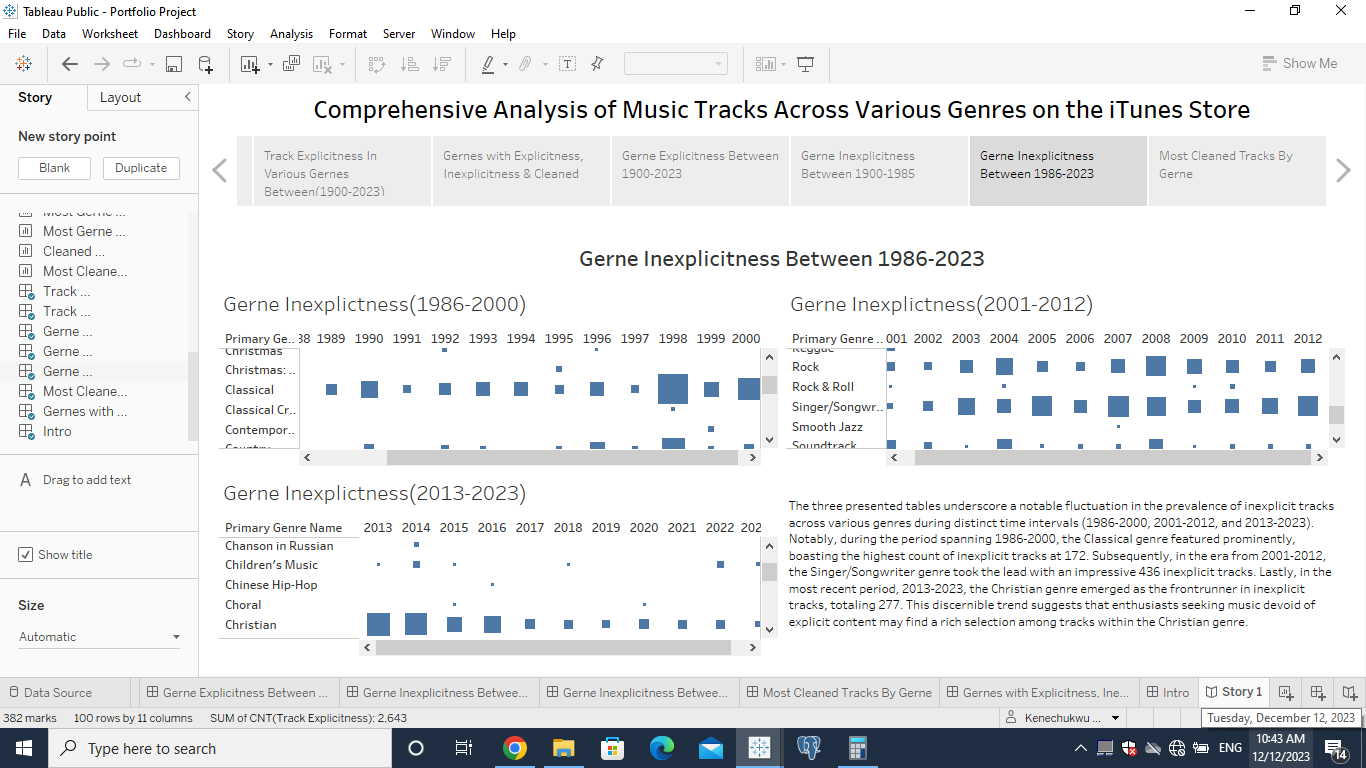 Tableau Public - Portfolio Project
File Data Worksheet Dashboard Story Analysis Format Server Window Help
Show Me
Story Layout
New story point
Blank Duplicate
Most Gerne ...
Most Gerne ...
Cleaned ...
Most Cleane...
Track ...
Track ...
Gerne ...
Gerne ...
Gerne ...
Most Cleane...
Gernes with ...
Intro
Drag to add text
Show title
Size
Automatic
Comprehensive Analysis of Music Tracks Across Various Genres on the iTunes Store
Track Explicitness In
Various Gernes
Between(1900-2023)
Gernes with Explicitness,
Inexplicitness & Cleaned
Gerne Explicitness Between
1900-2023
Gerne Inexplicitness
Between 1900-1985
Gerne Inexplicitness
Between 1986-2023
Most Cleaned Tracks By
Gerne
Gerne Inexplicitness Between 1986-2023
Gerne Inexplictness(1986-2000)
Primary Ge.. 38 1989 1990 1991 1992 1993 1994 1995 1996 1997 1998 1999 2000
Christmas
Christmas: ..
Classical
Classical Cr..
Contempor..
Country
Gerne Inexplictness(2001-2012)
Primary Genre .. 001 2002 2003 2004 2005 2006 2007 2008 2009 2010 2011 2012
Reggae
Rock
Rock & Roll
Singer/Songwr..
Smooth Jazz
Soundtrack
Gerne Inexplictness(2013-2023)
Primary Genre Name 2013 2014 2015 2016 2017 2018 2019 2020 2021 2022 202
Chanson in Russian
Children's Music
Chinese Hip-Hop
Choral
Christian
The three presented tables underscore a notable fluctuation in the prevalence of inexplicit tracks
across various genres during distinct time intervals (1986-2000, 2001-2012, and 2013-2023).
Notably, during the period spanning 1986-2000, the Classical genre featured prominently,
boasting the highest count of inexplicit tracks at 172. Subsequently, in the era from 2001-2012,
the Singer/Songwriter genre took the lead with an impressive 436 inexplicit tracks. Lastly, in the
most recent period, 2013-2023, the Christian genre emerged as the frontrunner in inexplicit
tracks, totaling 277. This discernible trend suggests that enthusiasts seeking music devoid of
explicit content may find a rich selection among tracks within the Christian genre.
Data Source Gerne Explicitness Between ... Gerne Inexplicitness Betwee... Gerne Inexplicitness Betwee... Most Cleaned Tracks By Gerne Gernes with Explicitness, Ine... Intro Story 1
382 marks 100 rows by 11 columns SUM of CNT(Track Explicitness): 2,643 Kenechukwu ...
Tuesday, December 12, 2023
Type here to search
ENG
10:43 AM
12/12/2023
14